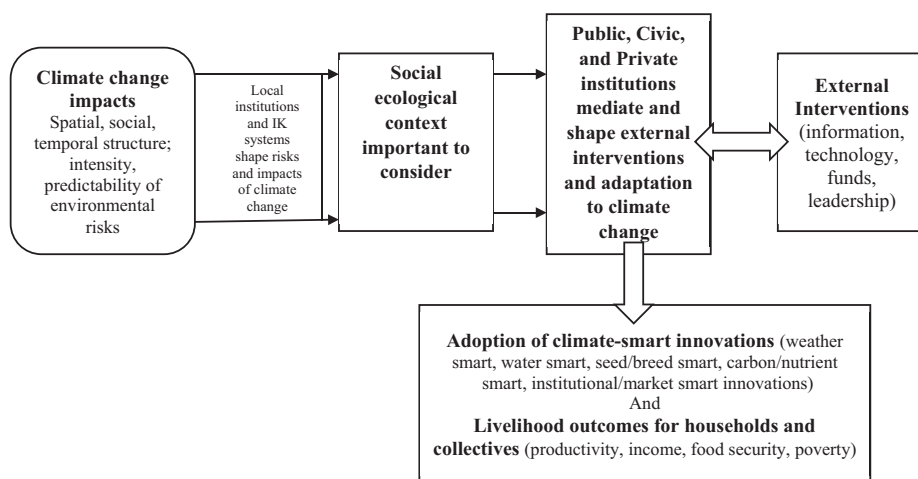 Climate change
impacts
Spatial, social,
temporal structure;
intensity,
predictability of
environmental
risks
Local
institutions
and IK
systems
shape risks
and impacts
of climate
change
Social
ecological
context
important to
consider
Public, Civic,
and Private
institutions
mediate and
shape external
interventions
and adaptation
to climate
change
External
Interventions
(information,
technology,
funds,
leadership)
Adoption of climate-smart innovations (weather
smart, water smart, seed/breed smart, carbon/nutrient
smart, institutional/market smart innovations)
And
Livelihood outcomes for households and
collectives (productivity, income, food security, poverty)